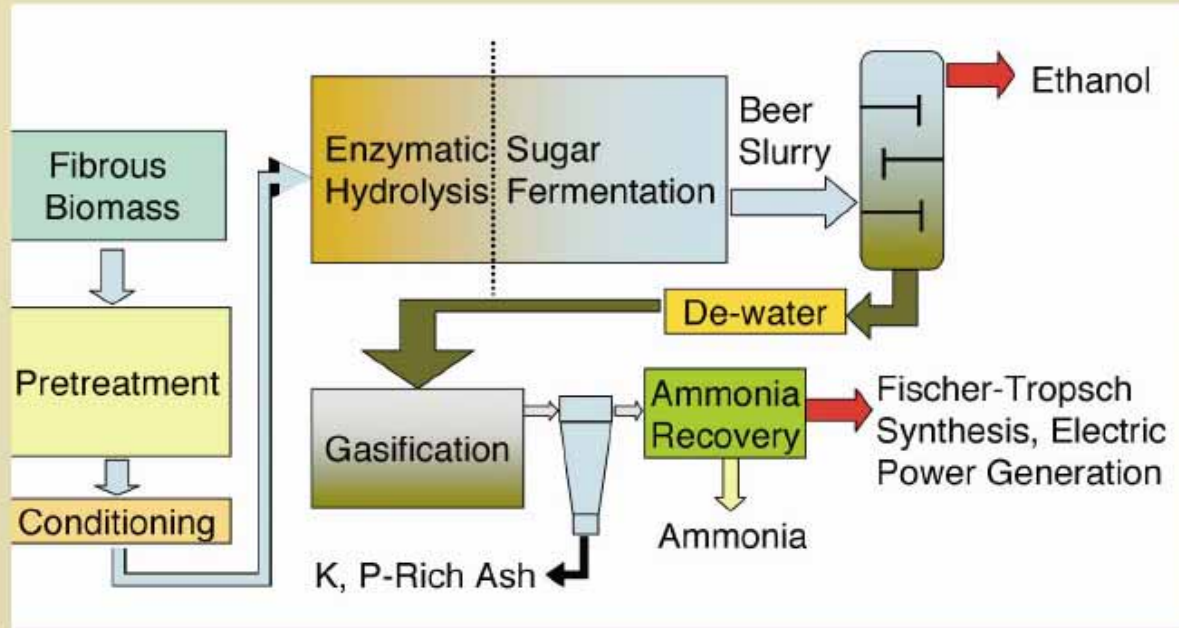 Fibrous
Biomass
Pretreatment
Conditioning
Enzymatic
Hydrolysis
Sugar
Fermentation
Beer
Slurry
Ethanol
De-water
Gasification
K, P-Rich Ash
Ammonia
Recovery
Ammonia
Fischer-Tropsch
Synthesis, Electric
Power Generation